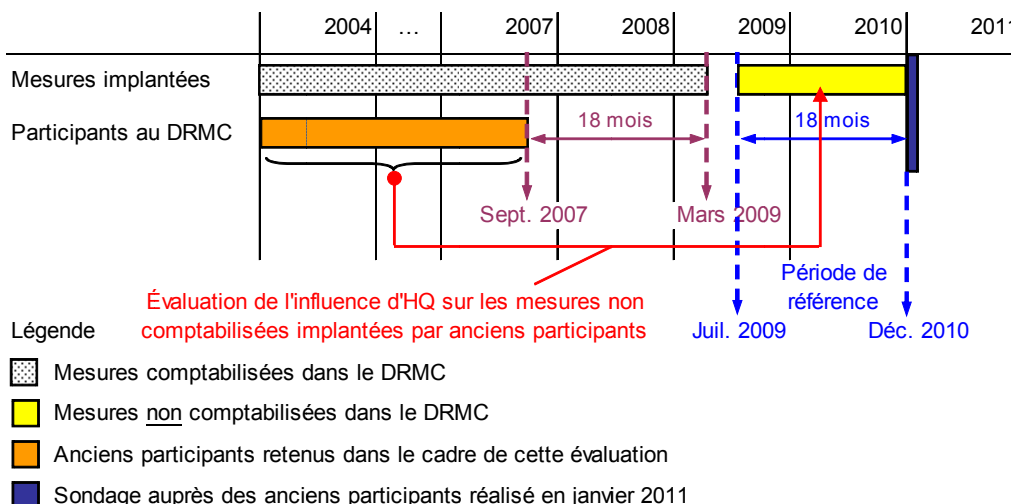 2004 … 2007 2008 2009 2010 2011
Mesures implantées
Participants au DRMC
18 mois 18 mois
Sept. 2007 Mars 2009
Période de
référence
Évaluation de l'influence d'HQ sur les mesures non
comptabilisées implantées par anciens participants
Juil. 2009 Déc. 2010
Légende
Mesures comptabilisées dans le DRMC
Mesures non comptabilisées dans le DRMC
Anciens participants retenus dans le cadre de cette évaluation
Sondage auprès des anciens participants réalisé en janvier 2011